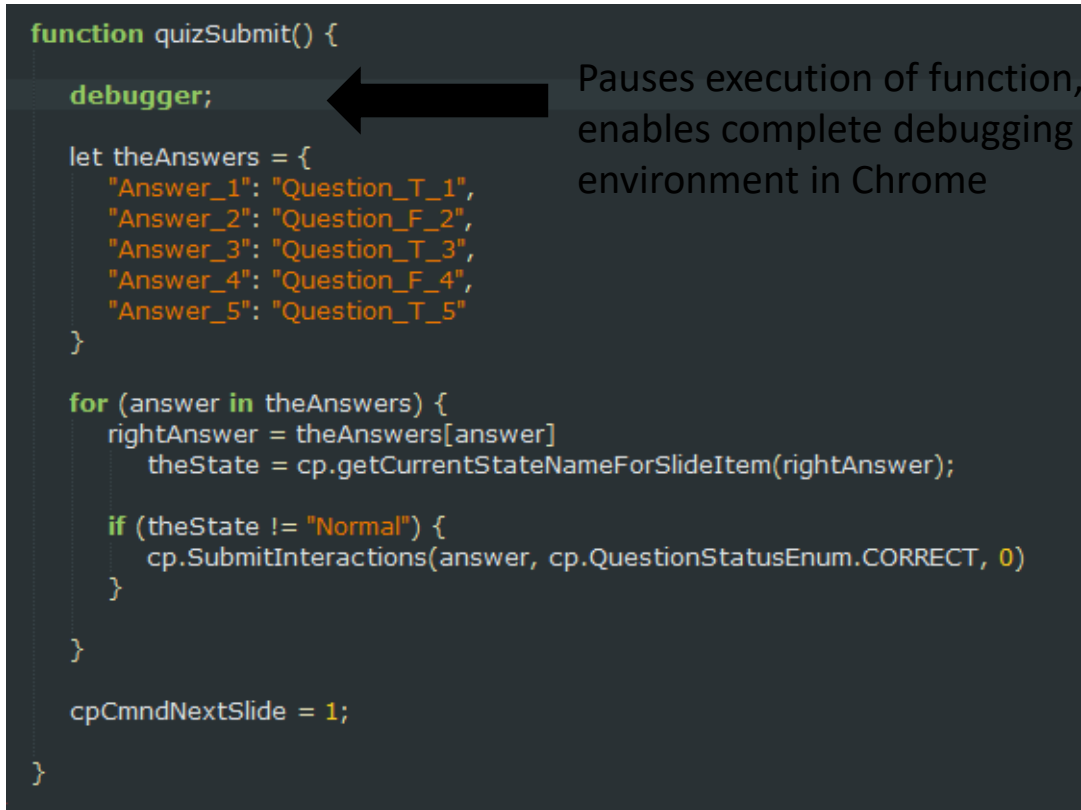 function quizSubmit() {
debugger;
Pauses execution of function,
enables complete debugging
environment in Chrome
let theAnswers = {
"Answer_1": "Question_T_1",
"Answer_2": "Question_F_2",
"Answer_3": "Question_T_3",
"Answer_4": "Question_F_4",
"Answer_5": "Question_T_5"
}
for (answer in theAnswers) {
rightAnswer = theAnswers[answer]
theState = cp.getCurrentStateNameForSlideItem(rightAnswer);
if (theState != "Normal") {
cp.SubmitInteractions(answer, cp.QuestionStatusEnum.CORRECT, 0)
}
}
cpCmndNextSlide = 1;
}